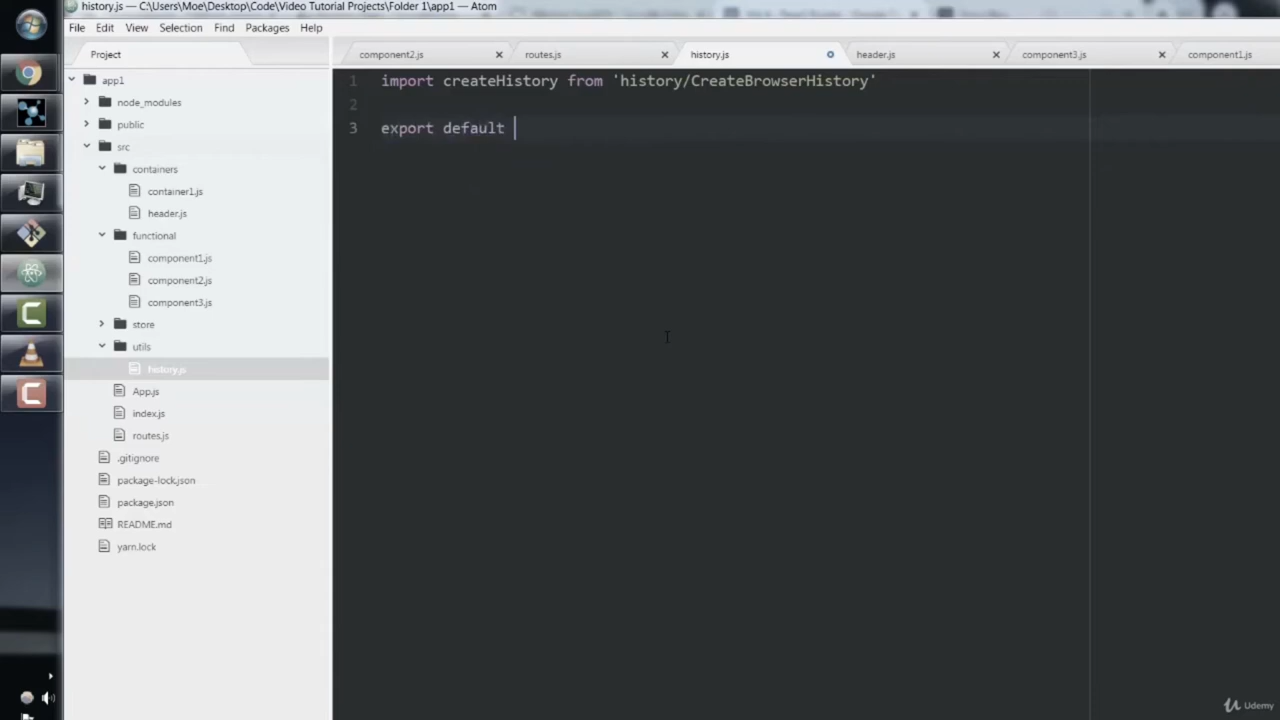 history.js — C:\Users\Moe\Desktop\Code\Video Tutorial Projects\Folder 1\app1 — Atom
File Edit View Selection Find Packages Help
Project
component2.js
routes.js
history.js
header.js
component3.js
component1.js
app1
node_modules
public
src
containers
container1.js
header.js
functional
component1.js
component2.js
component3.js
store
utils
history.js
App.js
index.js
routes.js
.gitignore
package-lock.json
package.json
README.md
yarn.lock
1 import createHistory from 'history/CreateBrowserHistory'
2
3 export default
Udemy